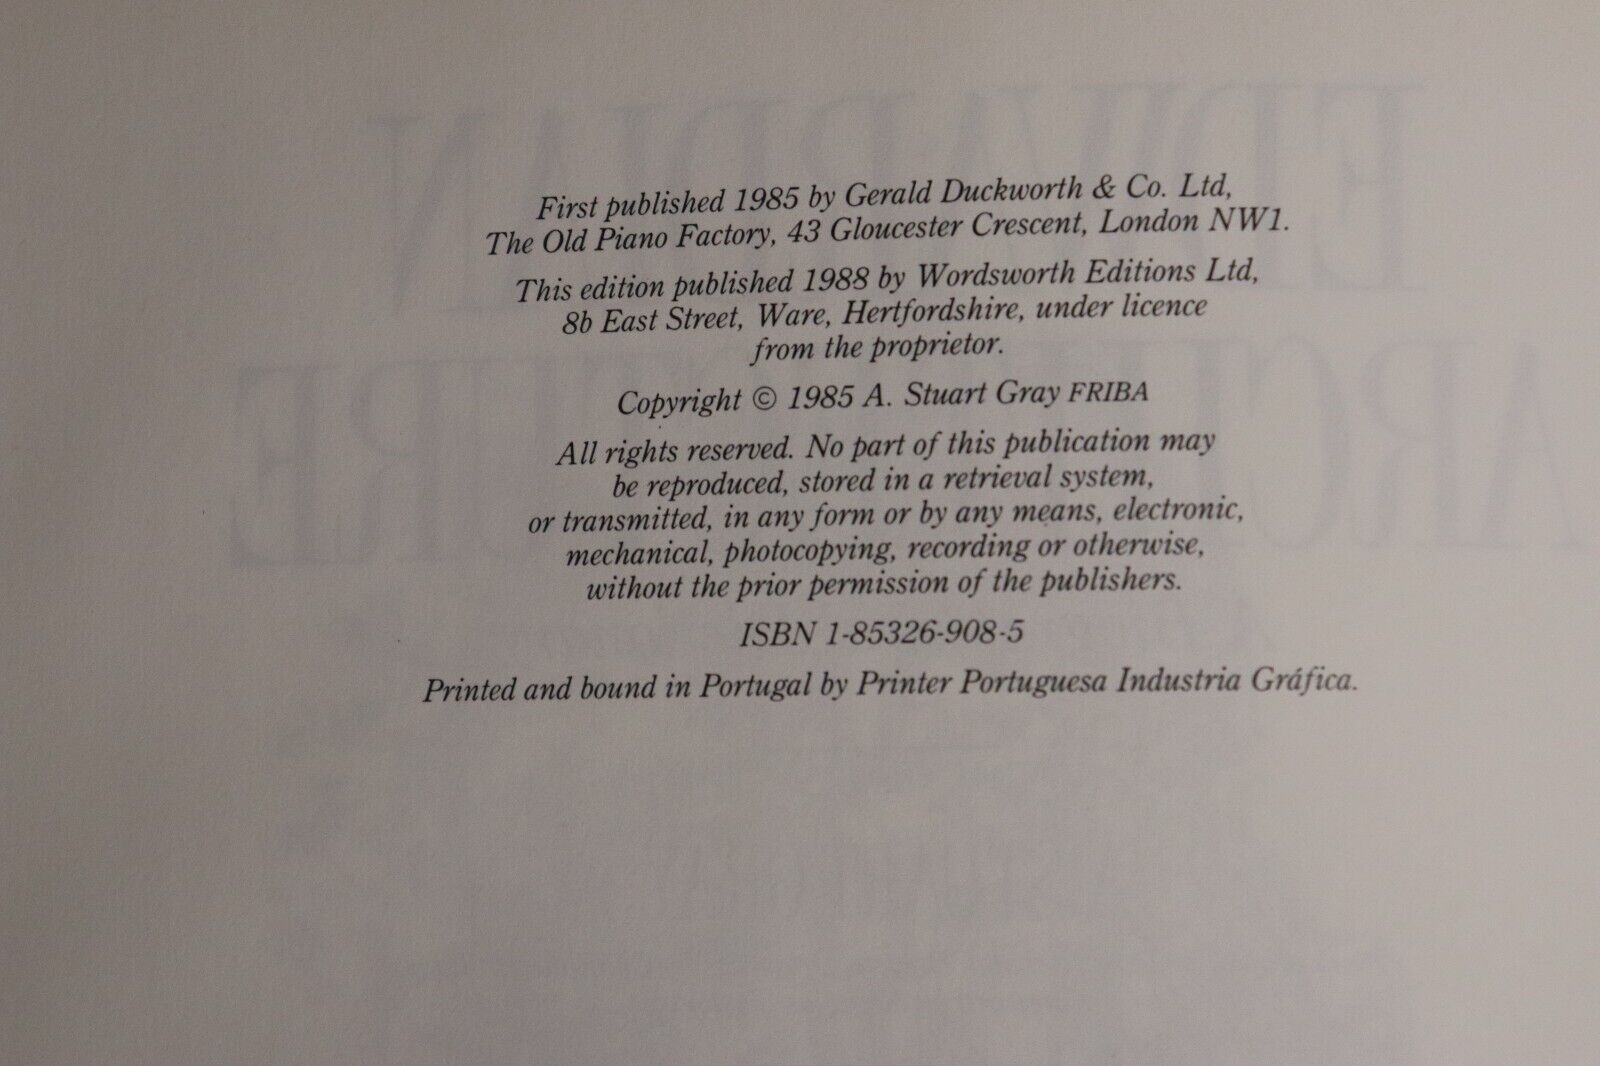 First published 1985 by Gerald Duckworth & Co. Ltd,
The Old Piano Factory, 43 Gloucester Crescent, London NW1.
This edition published 1988 by Wordsworth Editions Ltd,
8b East Street, Ware, Hertfordshire, under licence
from the proprietor.
Copyright © 1985 A. Stuart Gray FRIBA
All rights reserved. No part of this publication may
be reproduced, stored in a retrieval system,
or transmitted, in any form or by any means, electronic,
mechanical, photocopying, recording or otherwise,
without the prior permission of the publishers.
ISBN 1-85326-908-5
Printed and bound in Portugal by Printer Portuguesa Industria Gráfica.